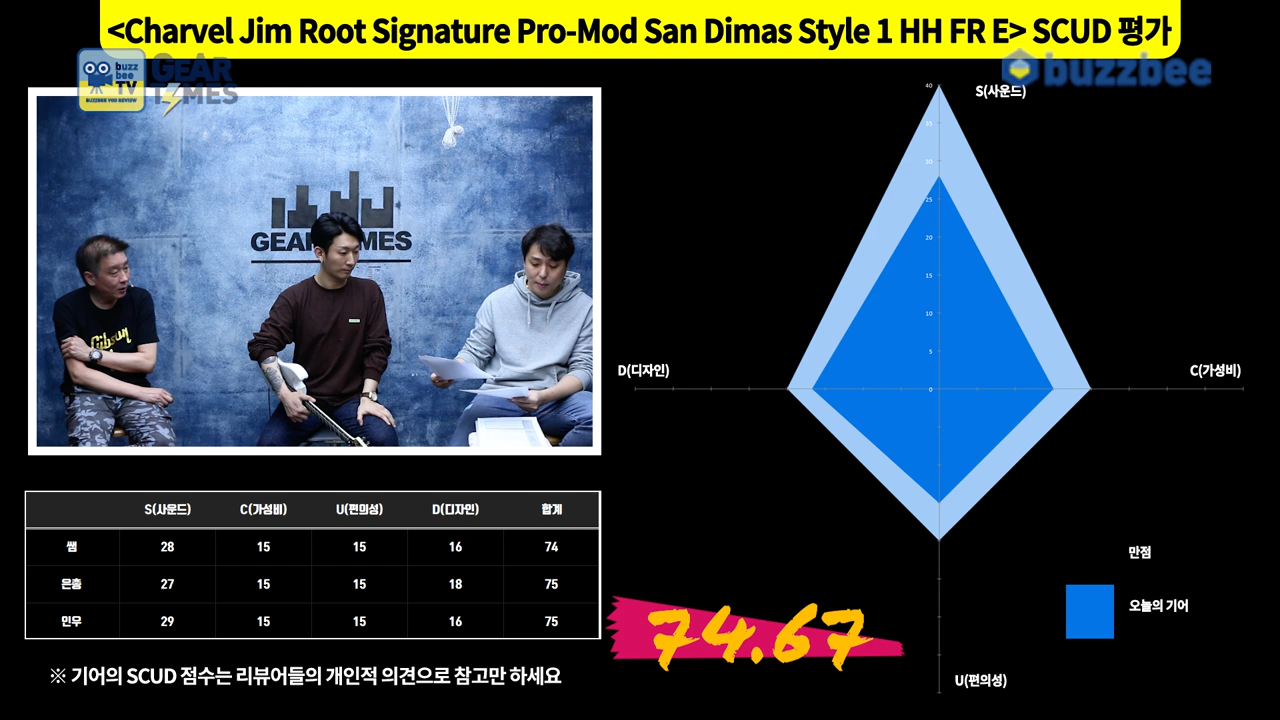 <Charvel Jim Root Signature Pro-Mod San Dimas Style 1 HH FR E> SCUD 평가
buzz
bee
TV
BUZZBEE YOU REVIEW
GEAR
TIMES
buzzbee
GEAR TIMES
Gibson
S(사운드)
40
35
30
25
20
15
10
5
0
D(디자인)
C(가성비)
U(편의성)
만점
오늘의 기어
S(사운드) C(가성비) U(편의성) D(디자인) 합계
쌤 28 15 15 16 74
은총 27 15 15 18 75
민우 29 15 15 16 75
74.67
※ 기어의 SCUD 점수는 리뷰어들의 개인적 의견으로 참고만 하세요